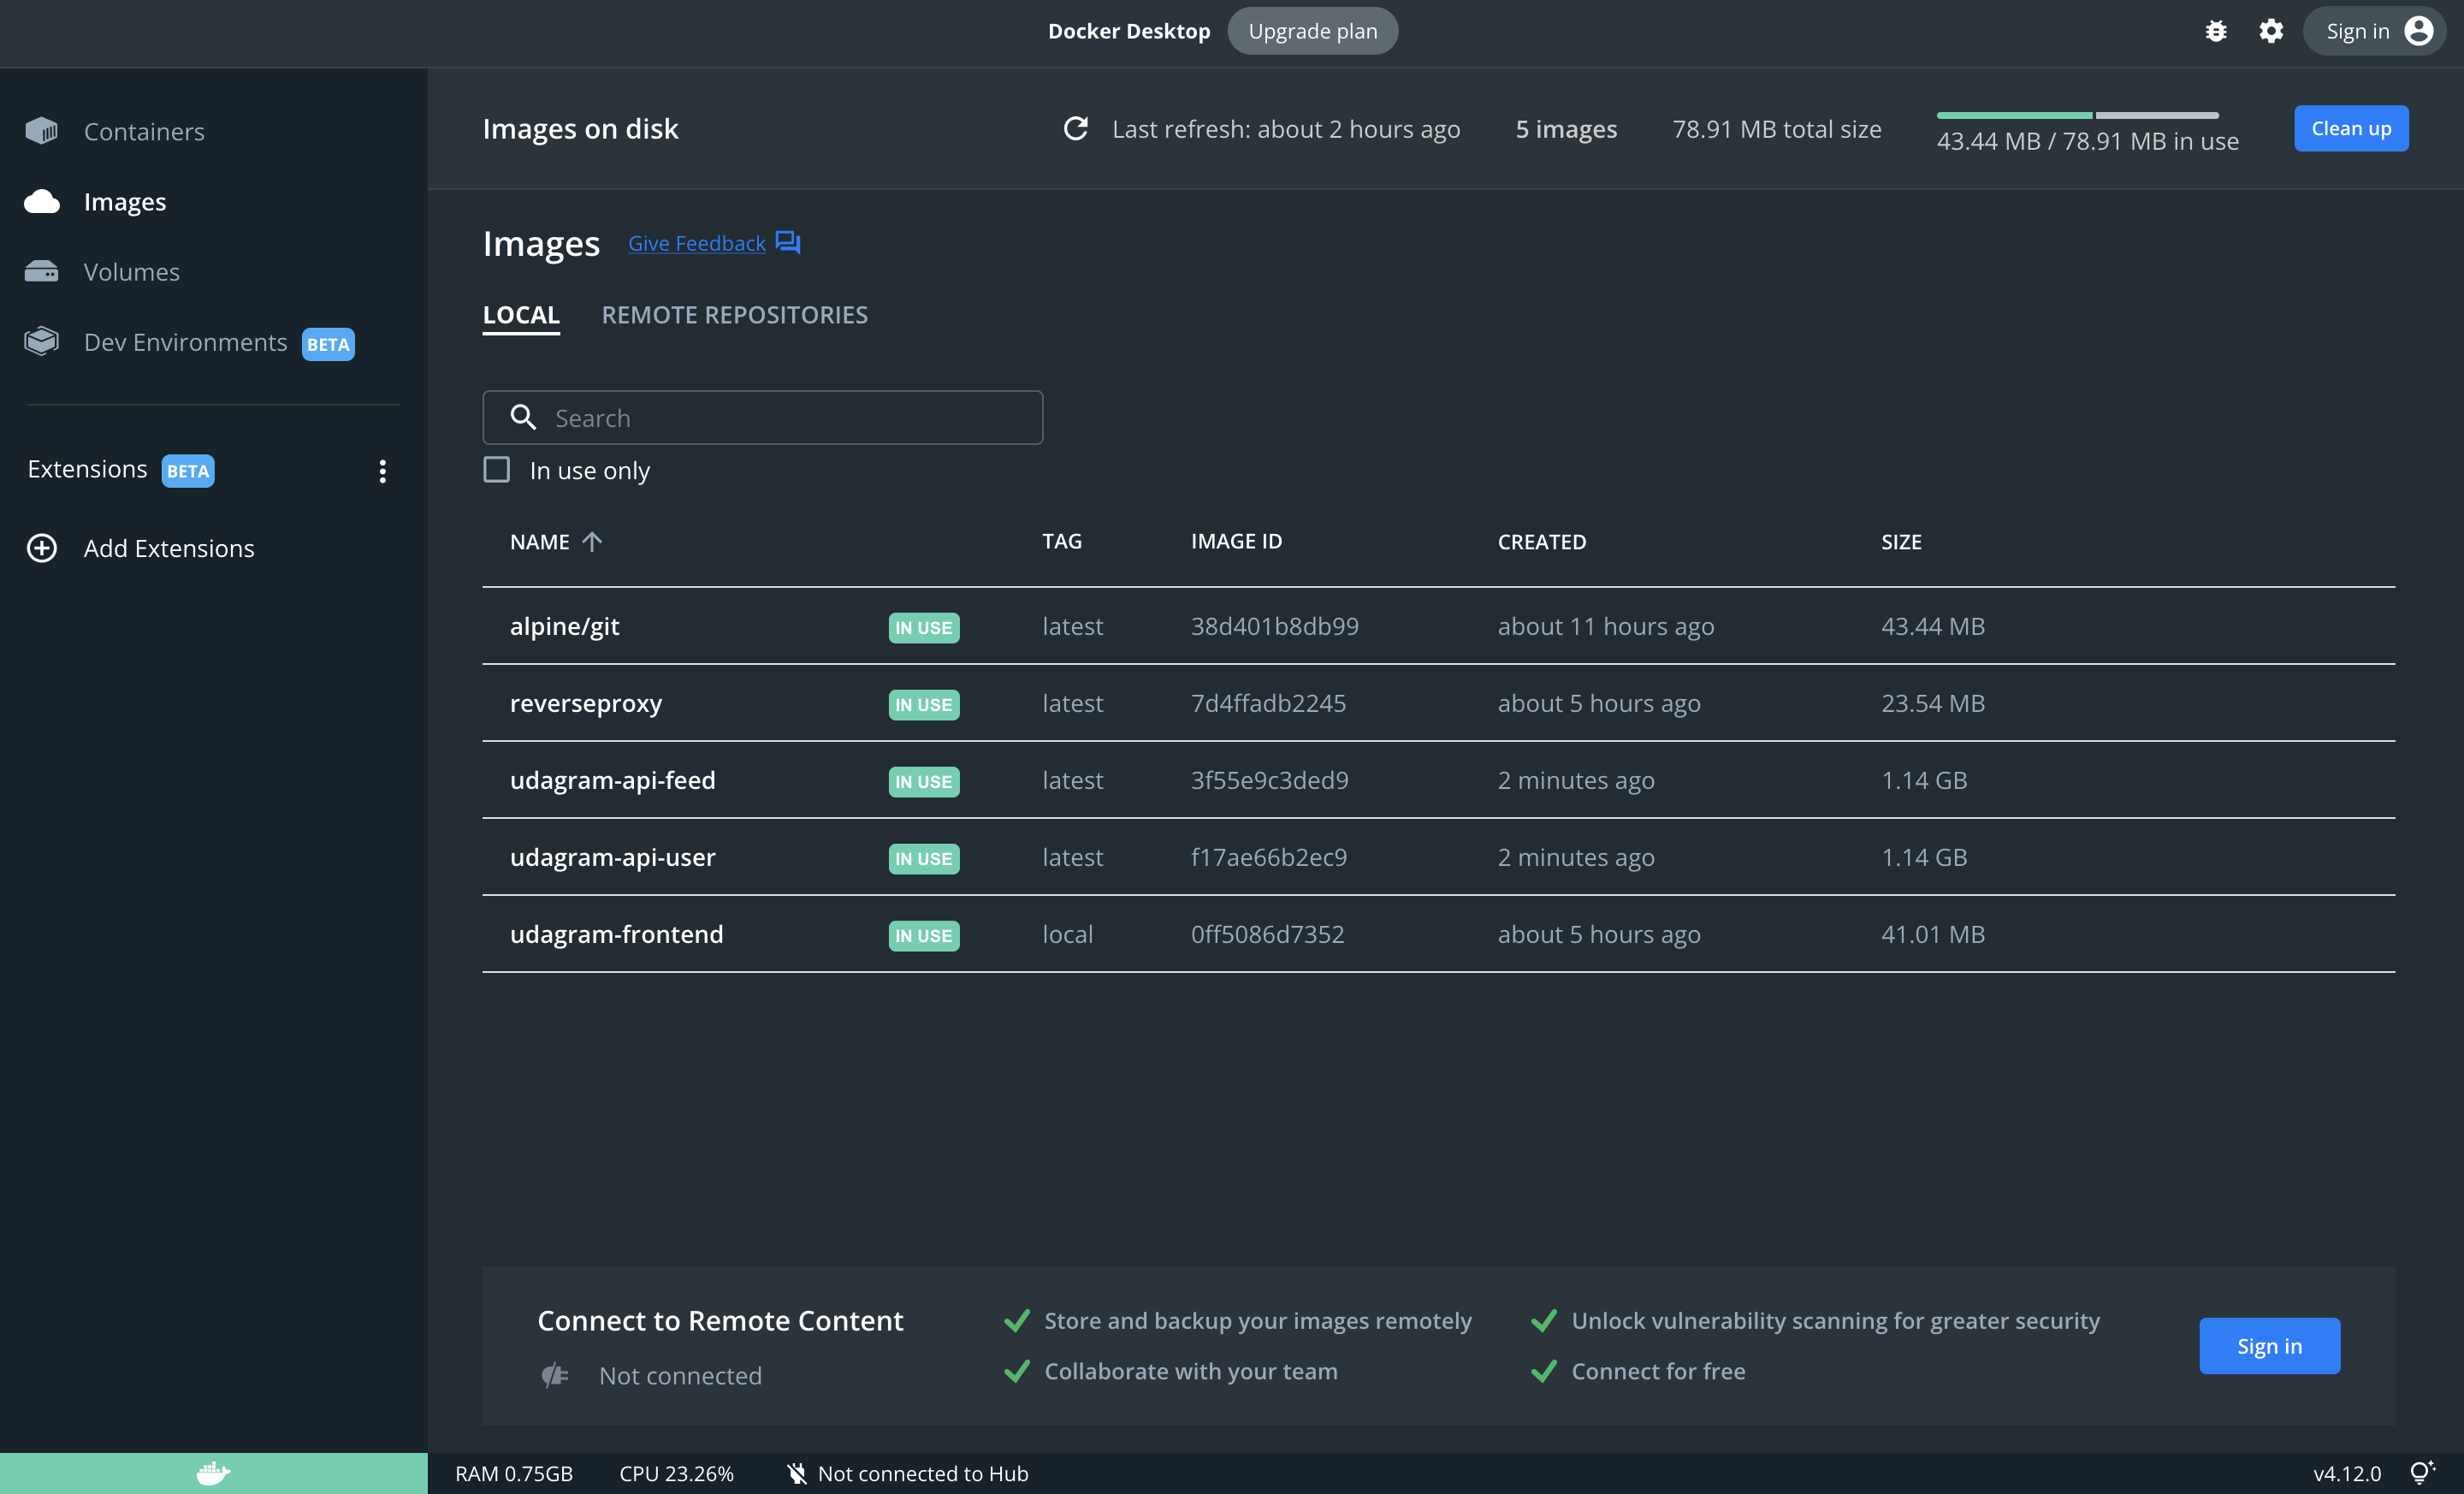 Docker Desktop Upgrade plan Sign in
Containers
Images
Volumes
Dev Environments BETA
Extensions BETA
Add Extensions
Images on disk Last refresh: about 2 hours ago 5 images 78.91 MB total size 43.44 MB / 78.91 MB in use Clean up
Images Give Feedback
LOCAL REMOTE REPOSITORIES
Search
In use only
NAME TAG IMAGE ID CREATED SIZE
alpine/git IN USE latest 38d401b8db99 about 11 hours ago 43.44 MB
reverseproxy IN USE latest 7d4ffadb2245 about 5 hours ago 23.54 MB
udagram-api-feed IN USE latest 3f55e9c3ded9 2 minutes ago 1.14 GB
udagram-api-user IN USE latest f17ae66b2ec9 2 minutes ago 1.14 GB
udagram-frontend IN USE local 0ff5086d7352 about 5 hours ago 41.01 MB
Connect to Remote Content Store and backup your images remotely Unlock vulnerability scanning for greater security
Not connected Collaborate with your team Connect for free
Sign in
RAM 0.75GB CPU 23.26% Not connected to Hub v4.12.0